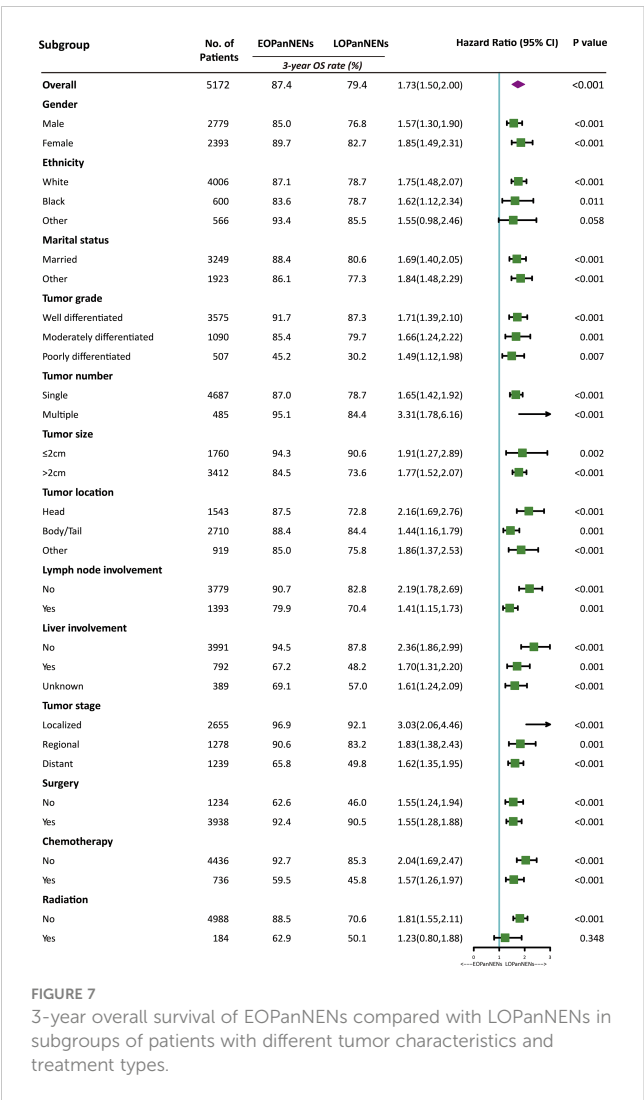 Subgroup No. of Patients EOPanNENs LOPanNENs Hazard Ratio (95% CI) P value
3-year OS rate (%)
Overall 5172 87.4 79.4 1.73(1.50,2.00) <0.001
Gender
Male 2779 85.0 76.8 1.57(1.30,1.90) <0.001
Female 2393 89.7 82.7 1.85(1.49,2.31) <0.001
Ethnicity
White 4006 87.1 78.7 1.75(1.48,2.07) <0.001
Black 600 83.6 78.7 1.62(1.12,2.34) 0.011
Other 566 93.4 85.5 1.55(0.98,2.46) 0.058
Marital status
Married 3249 88.4 80.6 1.69(1.40,2.05) <0.001
Other 1923 86.1 77.3 1.84(1.48,2.29) <0.001
Tumor grade
Well differentiated 3575 91.7 87.3 1.71(1.39,2.10) <0.001
Moderately differentiated 1090 85.4 79.7 1.66(1.24,2.22) 0.001
Poorly differentiated 507 45.2 30.2 1.49(1.12,1.98) 0.007
Tumor number
Single 4687 87.0 78.7 1.65(1.42,1.92) <0.001
Multiple 485 95.1 84.4 3.31(1.78,6.16) <0.001
Tumor size
≤2cm 1760 94.3 90.6 1.91(1.27,2.89) 0.002
>2cm 3412 84.5 73.6 1.77(1.52,2.07) <0.001
Tumor location
Head 1543 87.5 72.8 2.16(1.69,2.76) <0.001
Body/Tail 2710 88.4 84.4 1.44(1.16,1.79) 0.001
Other 919 85.0 75.8 1.86(1.37,2.53) <0.001
Lymph node involvement
No 3779 90.7 82.8 2.19(1.78,2.69) <0.001
Yes 1393 79.9 70.4 1.41(1.15,1.73) 0.001
Liver involvement
No 3991 94.5 87.8 2.36(1.86,2.99) <0.001
Yes 792 67.2 48.2 1.70(1.31,2.20) 0.001
Unknown 389 69.1 57.0 1.61(1.24,2.09) <0.001
Tumor stage
Localized 2655 96.9 92.1 3.03(2.06,4.46) <0.001
Regional 1278 90.6 83.2 1.83(1.38,2.43) 0.001
Distant 1239 65.8 49.8 1.62(1.35,1.95) <0.001
Surgery
No 1234 62.6 46.0 1.55(1.24,1.94) <0.001
Yes 3938 92.4 90.5 1.55(1.28,1.88) <0.001
Chemotherapy
No 4436 92.7 85.3 2.04(1.69,2.47) <0.001
Yes 736 59.5 45.8 1.57(1.26,1.97) <0.001
Radiation
No 4988 88.5 70.6 1.81(1.55,2.11) <0.001
Yes 184 62.9 50.1 1.23(0.80,1.88) 0.348
0 1 2 3
<----EOPanNENs LOPanNENs---->
FIGURE 7
3-year overall survival of EOPanNENs compared with LOPanNENs in
subgroups of patients with different tumor characteristics and
treatment types.